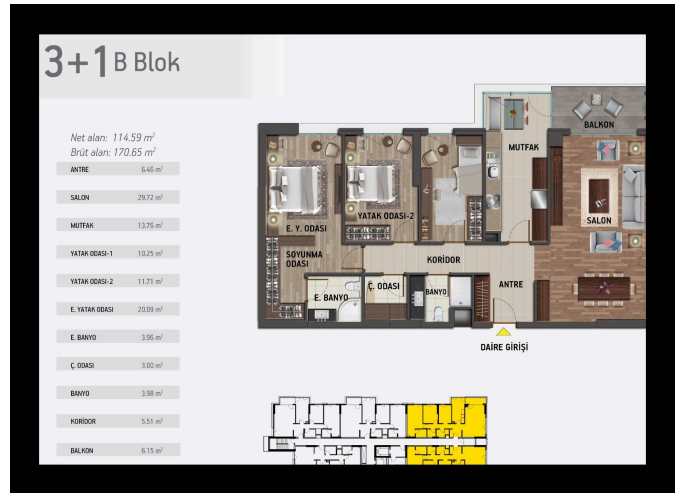 3+1 B Blok
Net alan: 114.59 m²
Brüt alan: 170.65 m²
ANTRE 6.46 m²
SALON 29.72 m²
MUTFAK 13.76 m²
YATAK ODASI-1 10.25 m²
YATAK ODASI-2 11.71 m²
E. YATAK ODASI 20.09 m²
E. BANYO 3.96 m²
Ç. ODASI 3.00 m²
BANYO 3.98 m²
KORİDOR 5.51 m²
BALKON 6.15 m²
BALKON
MUTFAK
E. Y. ODASI
YATAK ODASI-2
SALON
SOYUNMA
ODASI
KORİDOR
E. BANYO
Ç. ODASI
BANYO
ANTRE
DAİRE GİRİŞİ